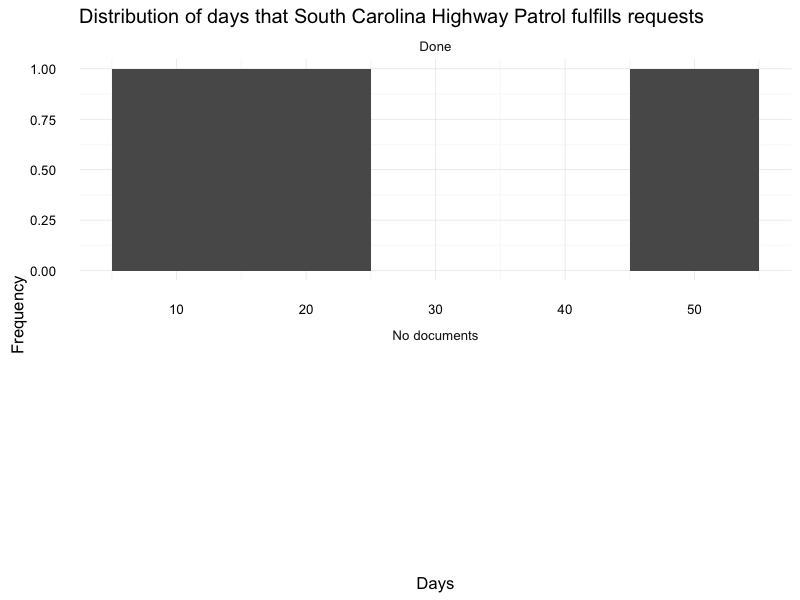 Distribution of days that South Carolina Highway Patrol fulfills requests
Done
1.00
0.75
0.50
0.25
0.00
10 20 30 40 50
No documents
Frequency
Days